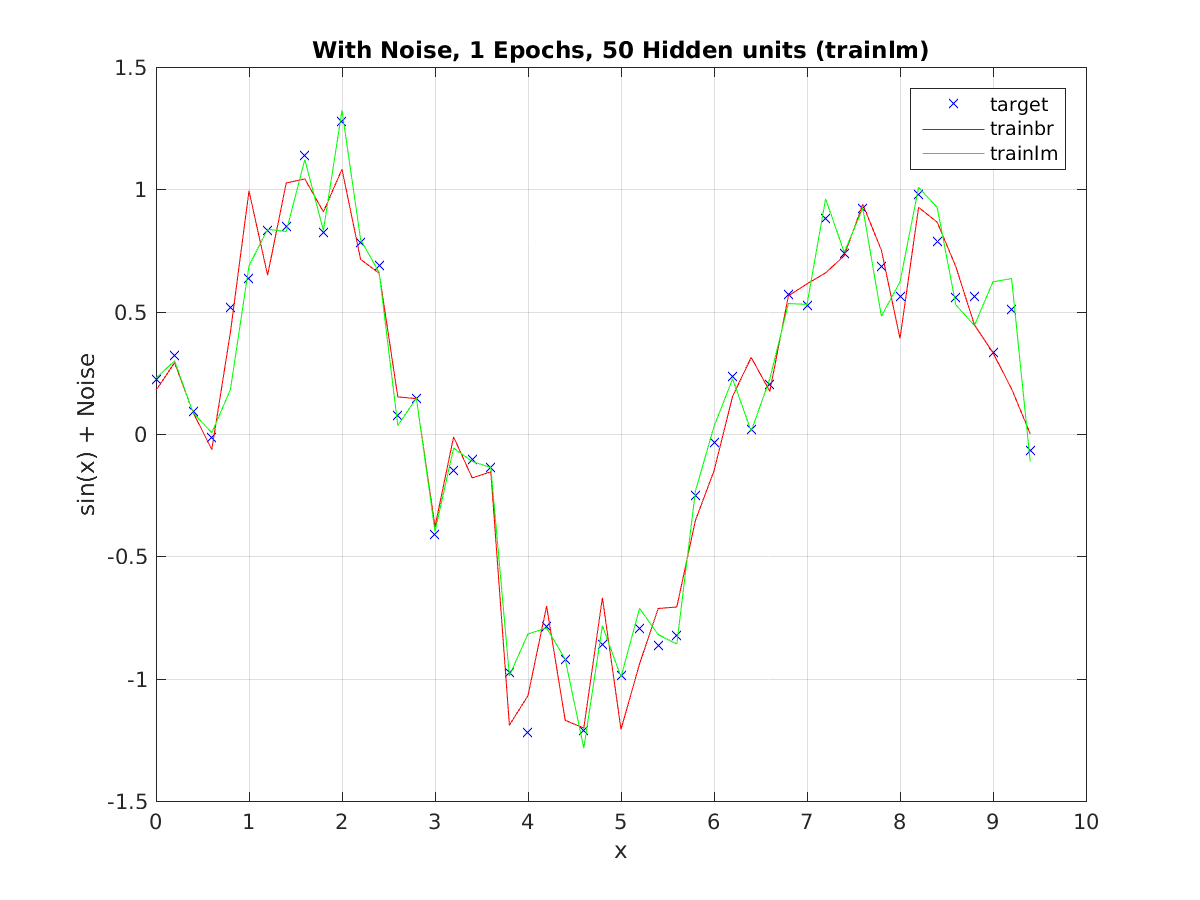 With Noise, 1 Epochs, 50 Hidden units (trainlm)
1.5
1
0.5
0
-0.5
-1
-1.5
sin(x) + Noise
target
trainbr
trainlm
0 1 2 3 4 5 6 7 8 9 10
x